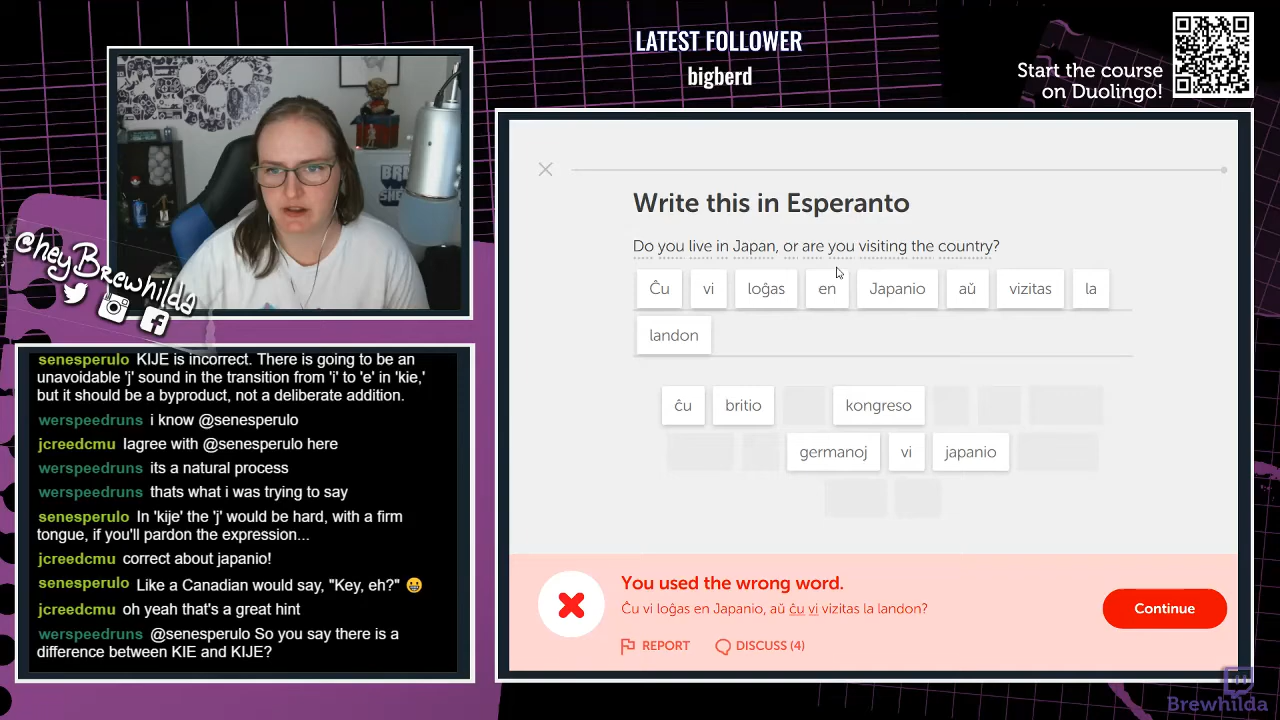 LATEST FOLLOWER
bigberd
Start the course
on Duolingo!
@heyBrewhilda
Write this in Esperanto
Do you live in Japan, or are you visiting the country?
Ĉu vi loĝas en Japanio aŭ vizitas la
landon
ĉu britio kongreso
germanoj vi japanio
You used the wrong word.
Ĉu vi loĝas en Japanio, aŭ ĉu vi vizitas la landon?
REPORT DISCUSS (4)
Continue
senesperulo KIJE is incorrect. There is going to be an
unavoidable 'j' sound in the transition from 'i' to 'e' in 'kie,'
but it should be a byproduct, not a deliberate addition.
werspeedruns i know @senesperulo
jcreedcmu Iagree with @senesperulo here
werspeedruns its a natural process
werspeedruns thats what i was trying to say
senesperulo In 'kije' the 'j' would be hard, with a firm
tongue, if you'll pardon the expression...
jcreedcmu correct about japanio!
senesperulo Like a Canadian would say, "Key, eh?" 😀
jcreedcmu oh yeah that's a great hint
werspeedruns @senesperulo So you say there is a
difference between KIE and KIJE?
Brewhilda